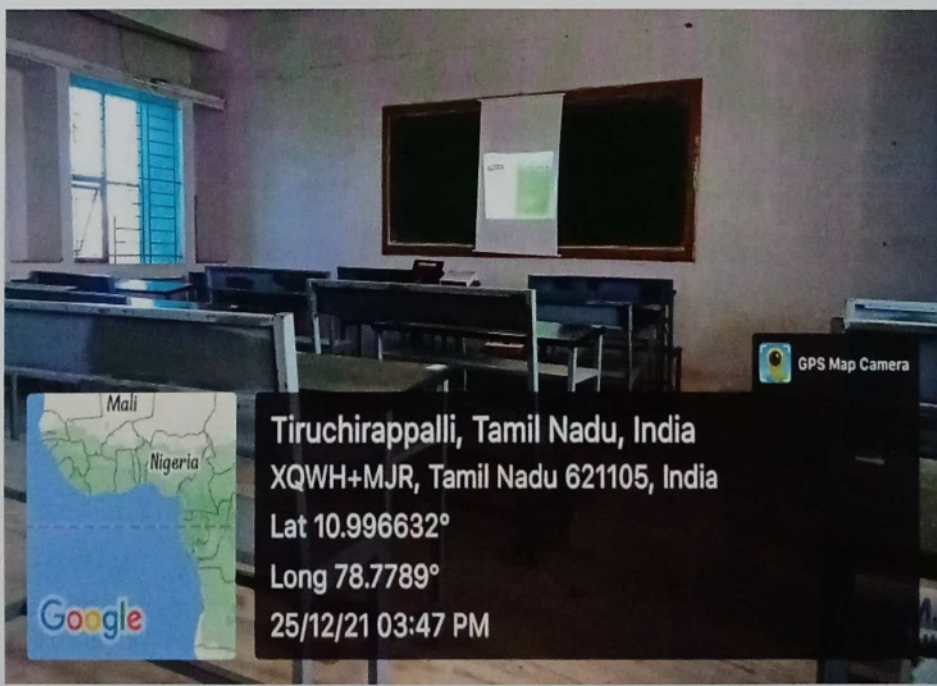 GPS Map Camera
Mali
Nigeria
Google
Tiruchirappalli, Tamil Nadu, India
XQWH+MJR, Tamil Nadu 621105, India
Lat 10.996632°
Long 78.7789°
25/12/21 03:47 PM